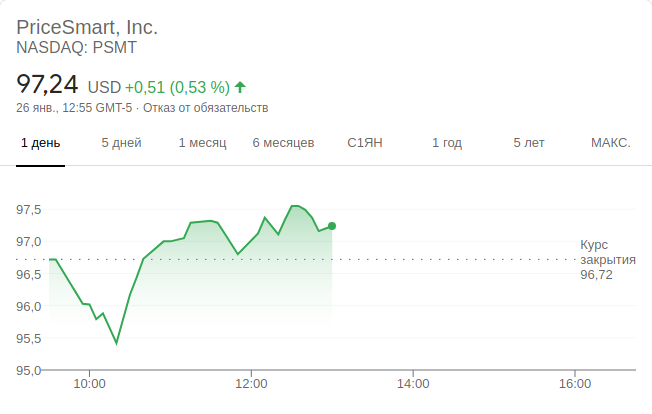 PriceSmart, Inc.
NASDAQ: PSMT
97,24 USD +0,51 (0,53 %)
26 янв., 12:55 GMT-5 · Отказ от обязательств
1 день 5 дней 1 месяц 6 месяцев С1ЯН 1 год 5 лет МАКС.
97,5
97,0
96,5
96,0
95,5
95,0
Курс
закрытия
96,72
10:00 12:00 14:00 16:00